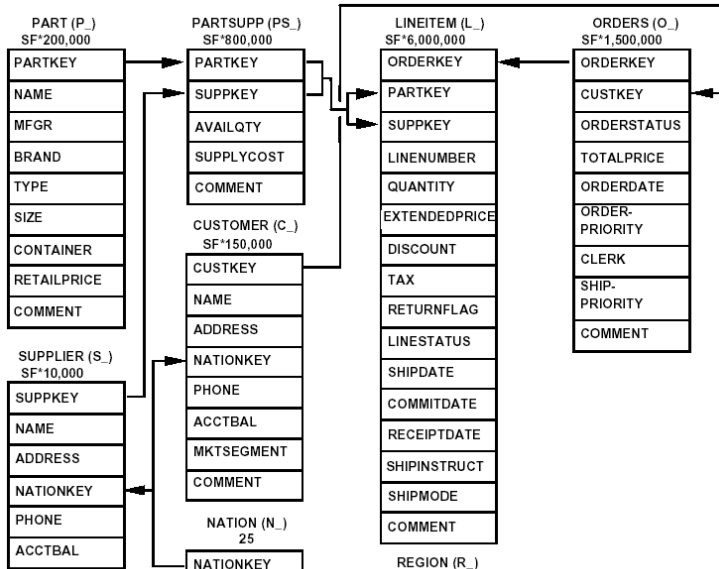 PART (P_)
SF*200,000
PARTKEY
NAME
MFGR
BRAND
TYPE
SIZE
CONTAINER
RETAILPRICE
COMMENT
SUPPLIER (S_)
SF*10,000
SUPPKEY
NAME
ADDRESS
NATIONKEY
PHONE
ACCTBAL
PARTSUPP (PS_)
SF*800,000
PARTKEY
SUPPKEY
AVAILQTY
SUPPLYCOST
COMMENT
CUSTOMER (C_)
SF*150,000
CUSTKEY
NAME
ADDRESS
NATIONKEY
PHONE
ACCTBAL
MKTSEGMENT
COMMENT
NATION (N_)
25
NATIONKEY
LINEITEM (L_)
SF*6,000,000
ORDERKEY
PARTKEY
SUPPKEY
LINENUMBER
QUANTITY
EXTENDEDPRICE
DISCOUNT
TAX
RETURNFLAG
LINESTATUS
SHIPDATE
COMMITDATE
RECEIPTDATE
SHIPINSTRUCT
SHIPMODE
COMMENT
REGION (R_)
ORDERS (O_)
SF*1,500,000
ORDERKEY
CUSTKEY
ORDERSTATUS
TOTALPRICE
ORDERDATE
ORDER-
PRIORITY
CLERK
SHIP-
PRIORITY
COMMENT